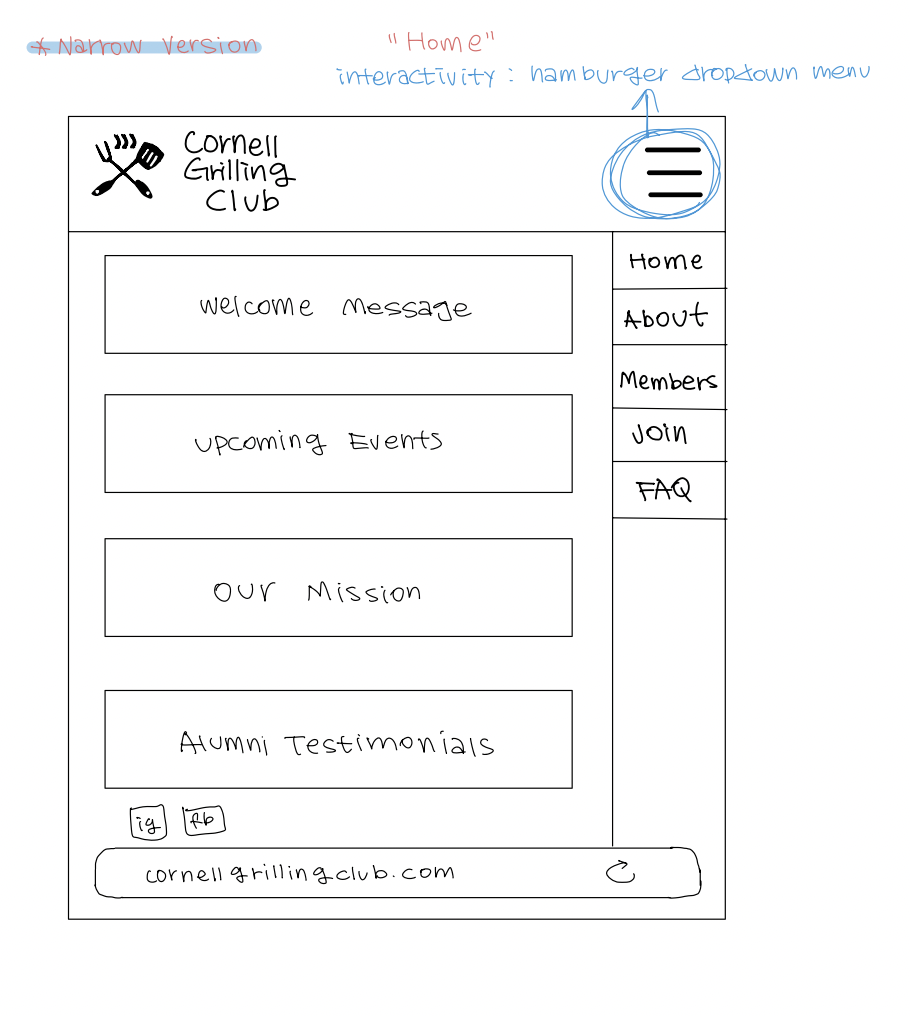 * Narrow Version
"Home"
interactivity : hamburger dropdown menu
Cornell
Grilling
Club
Home
About
Members
Join
FAQ
Welcome Message
Upcoming Events
Our Mission
Alumni Testimonials
ig
fb
cornellgrillingclub.com